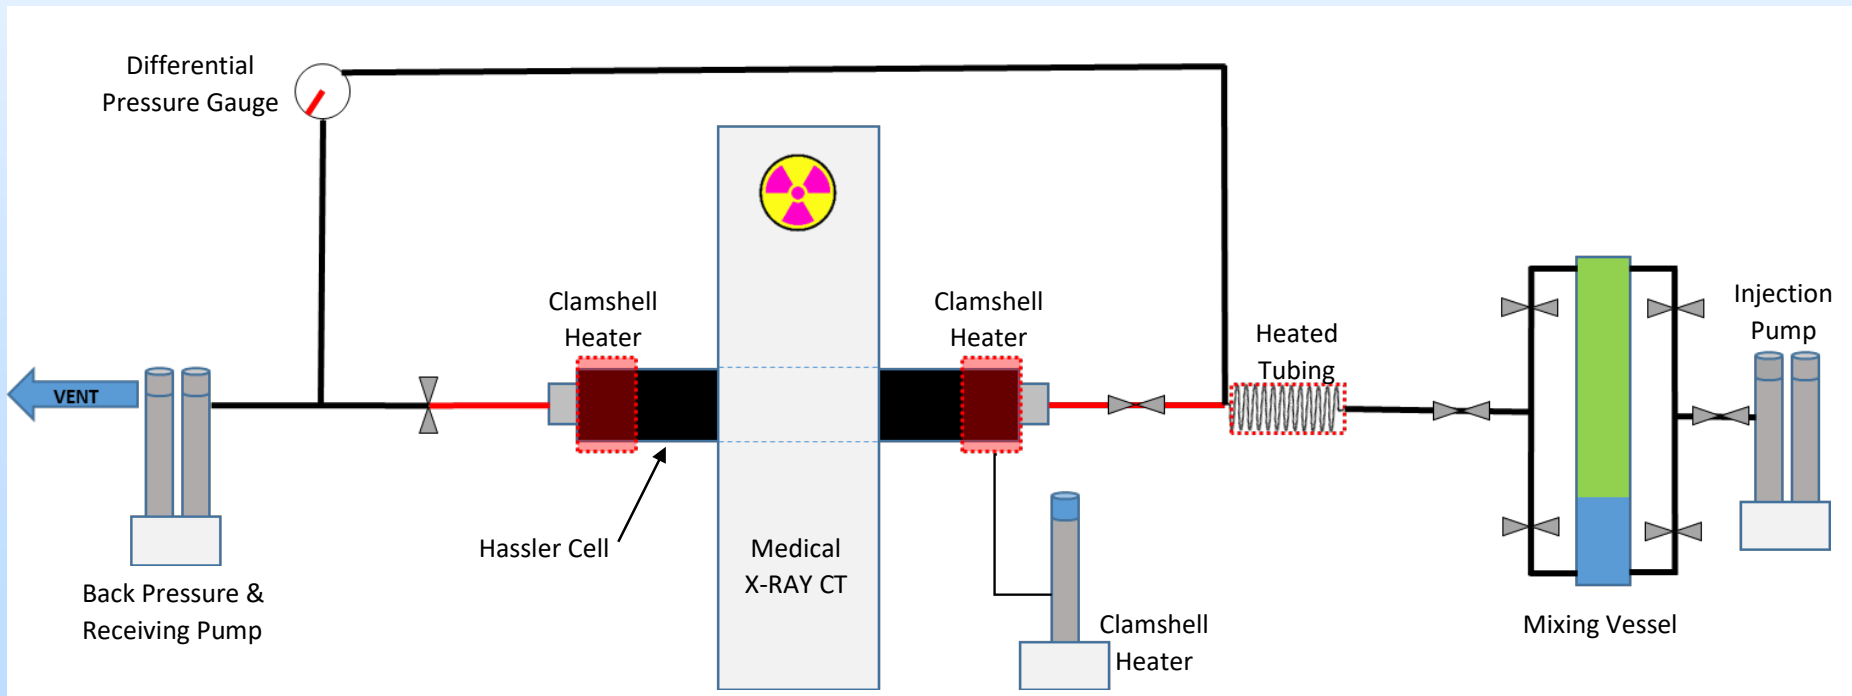 Differential
Pressure Gauge
Clamshell
Heater
Clamshell
Heater
Heated
Tubing
Injection
Pump
VENT
Hassler Cell
Medical
X-RAY CT
Back Pressure &
Receiving Pump
Clamshell
Heater
Mixing Vessel